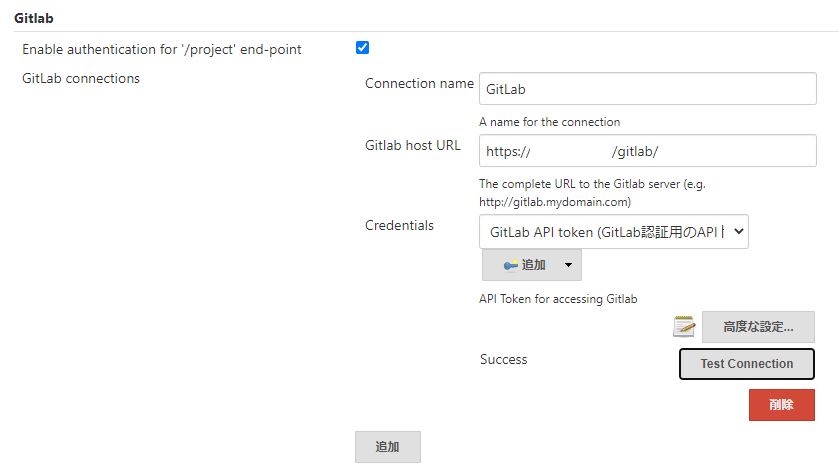 Gitlab
Enable authentication for '/project' end-point
GitLab connections
Connection name
GitLab
A name for the connection
Gitlab host URL
https:// /gitlab/
The complete URL to the Gitlab server (e.g.
http://gitlab.mydomain.com)
Credentials
GitLab API token (GitLab認証用のAPI
追加
API Token for accessing Gitlab
高度な設定...
Success
Test Connection
削除
追加